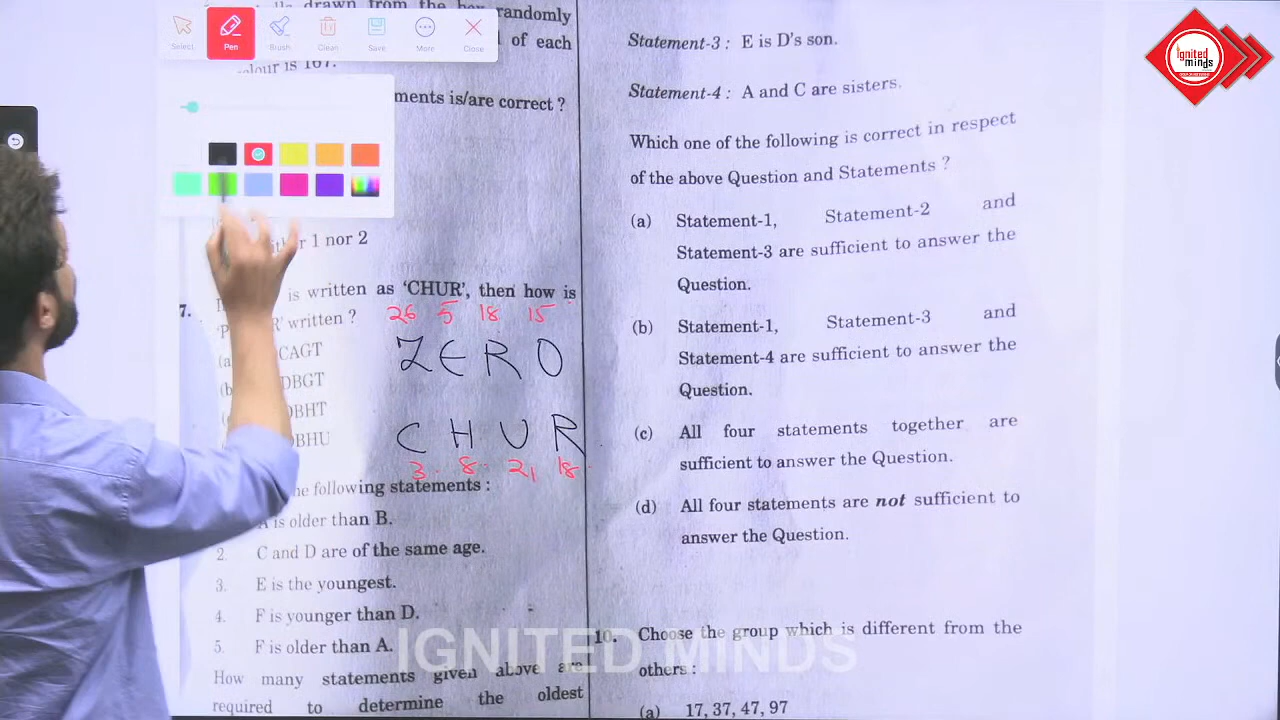 Select Pen Brush Clean Save More Close
drawn from the box randomly
of each
colour is 167.
ments is/are correct ?
1 nor 2
7.
is written as ‘CHUR’, then how is
R’ written ?
CAGT
DBGT
DBHT
DBHU
26 5 18 15
ZERO
CHUR
3 8 21 18
he following statements :
A is older than B.
2. C and D are of the same age.
3. E is the youngest.
4. F is younger than D.
5. F is older than A.
How many statements given above are
required to determine the oldest
Statement-3 : E is D's son.
Statement-4 : A and C are sisters.
Which one of the following is correct in respect
of the above Question and Statements ?
(a) Statement-1, Statement-2 and
Statement-3 are sufficient to answer the
Question.
(b) Statement-1, Statement-3 and
Statement-4 are sufficient to answer the
Question.
(c) All four statements together are
sufficient to answer the Question.
(d) All four statements are not sufficient to
answer the Question.
10. Choose the group which is different from the
others :
(a) 17, 37, 47, 97
IGNITED MINDS
ignited
minds